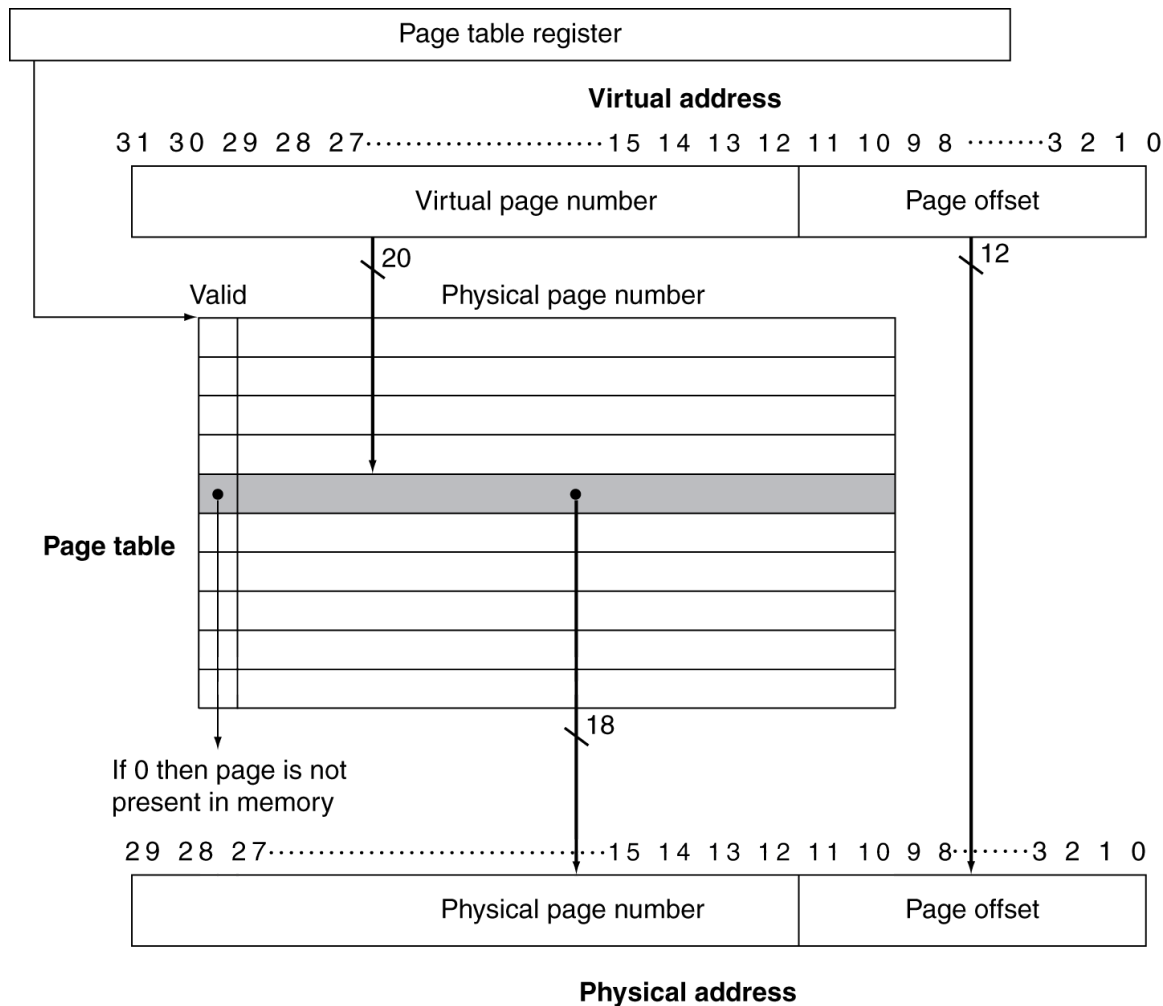 Page table register
Virtual address
31 30 29 28 27······················15 14 13 12 11 10 9 8 ········3 2 1 0
Virtual page number Page offset
20 12
Valid Physical page number
Page table
18
If 0 then page is not
present in memory
29 28 27·································15 14 13 12 11 10 9 8········3 2 1 0
Physical page number Page offset
Physical address